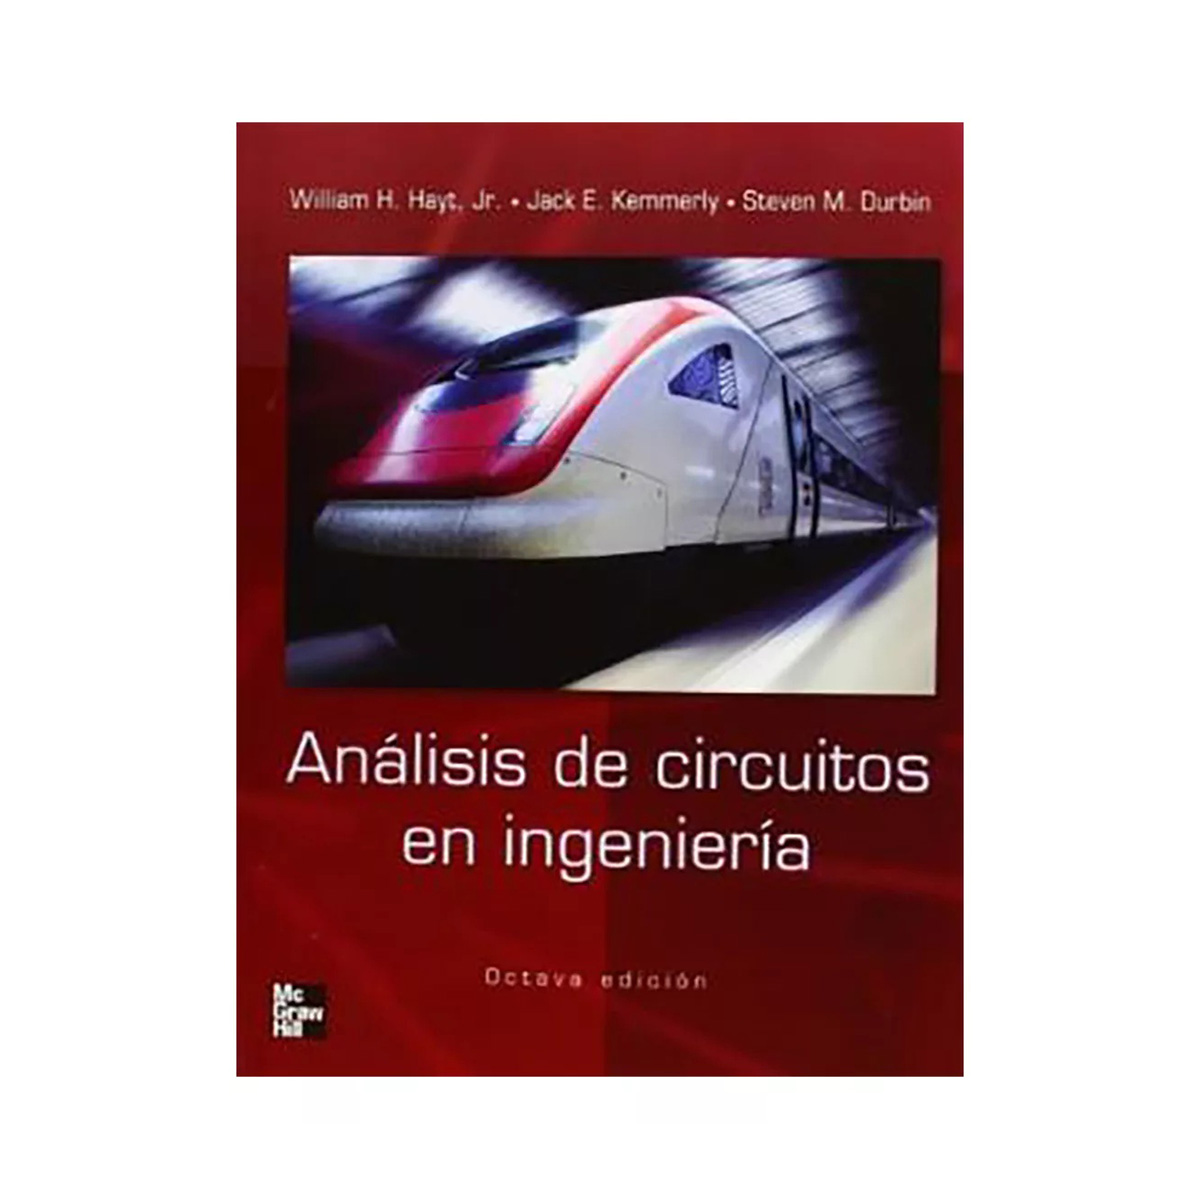 William H. Hayt, Jr. • Jack E. Kemmerly • Steven M. Durbin
Análisis de circuitos
en ingeniería
Octava edición
Mc
Graw
Hill